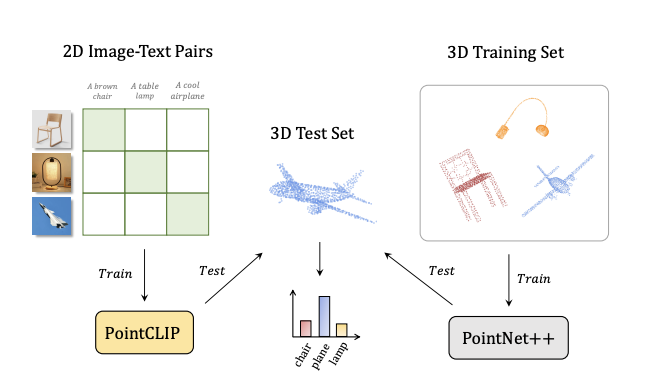 2D Image-Text Pairs
3D Training Set
A brown
chair
A table
lamp
A cool
airplane
3D Test Set
Train
Test
Test
Train
PointCLIP
PointNet++
chair
plane
lamp